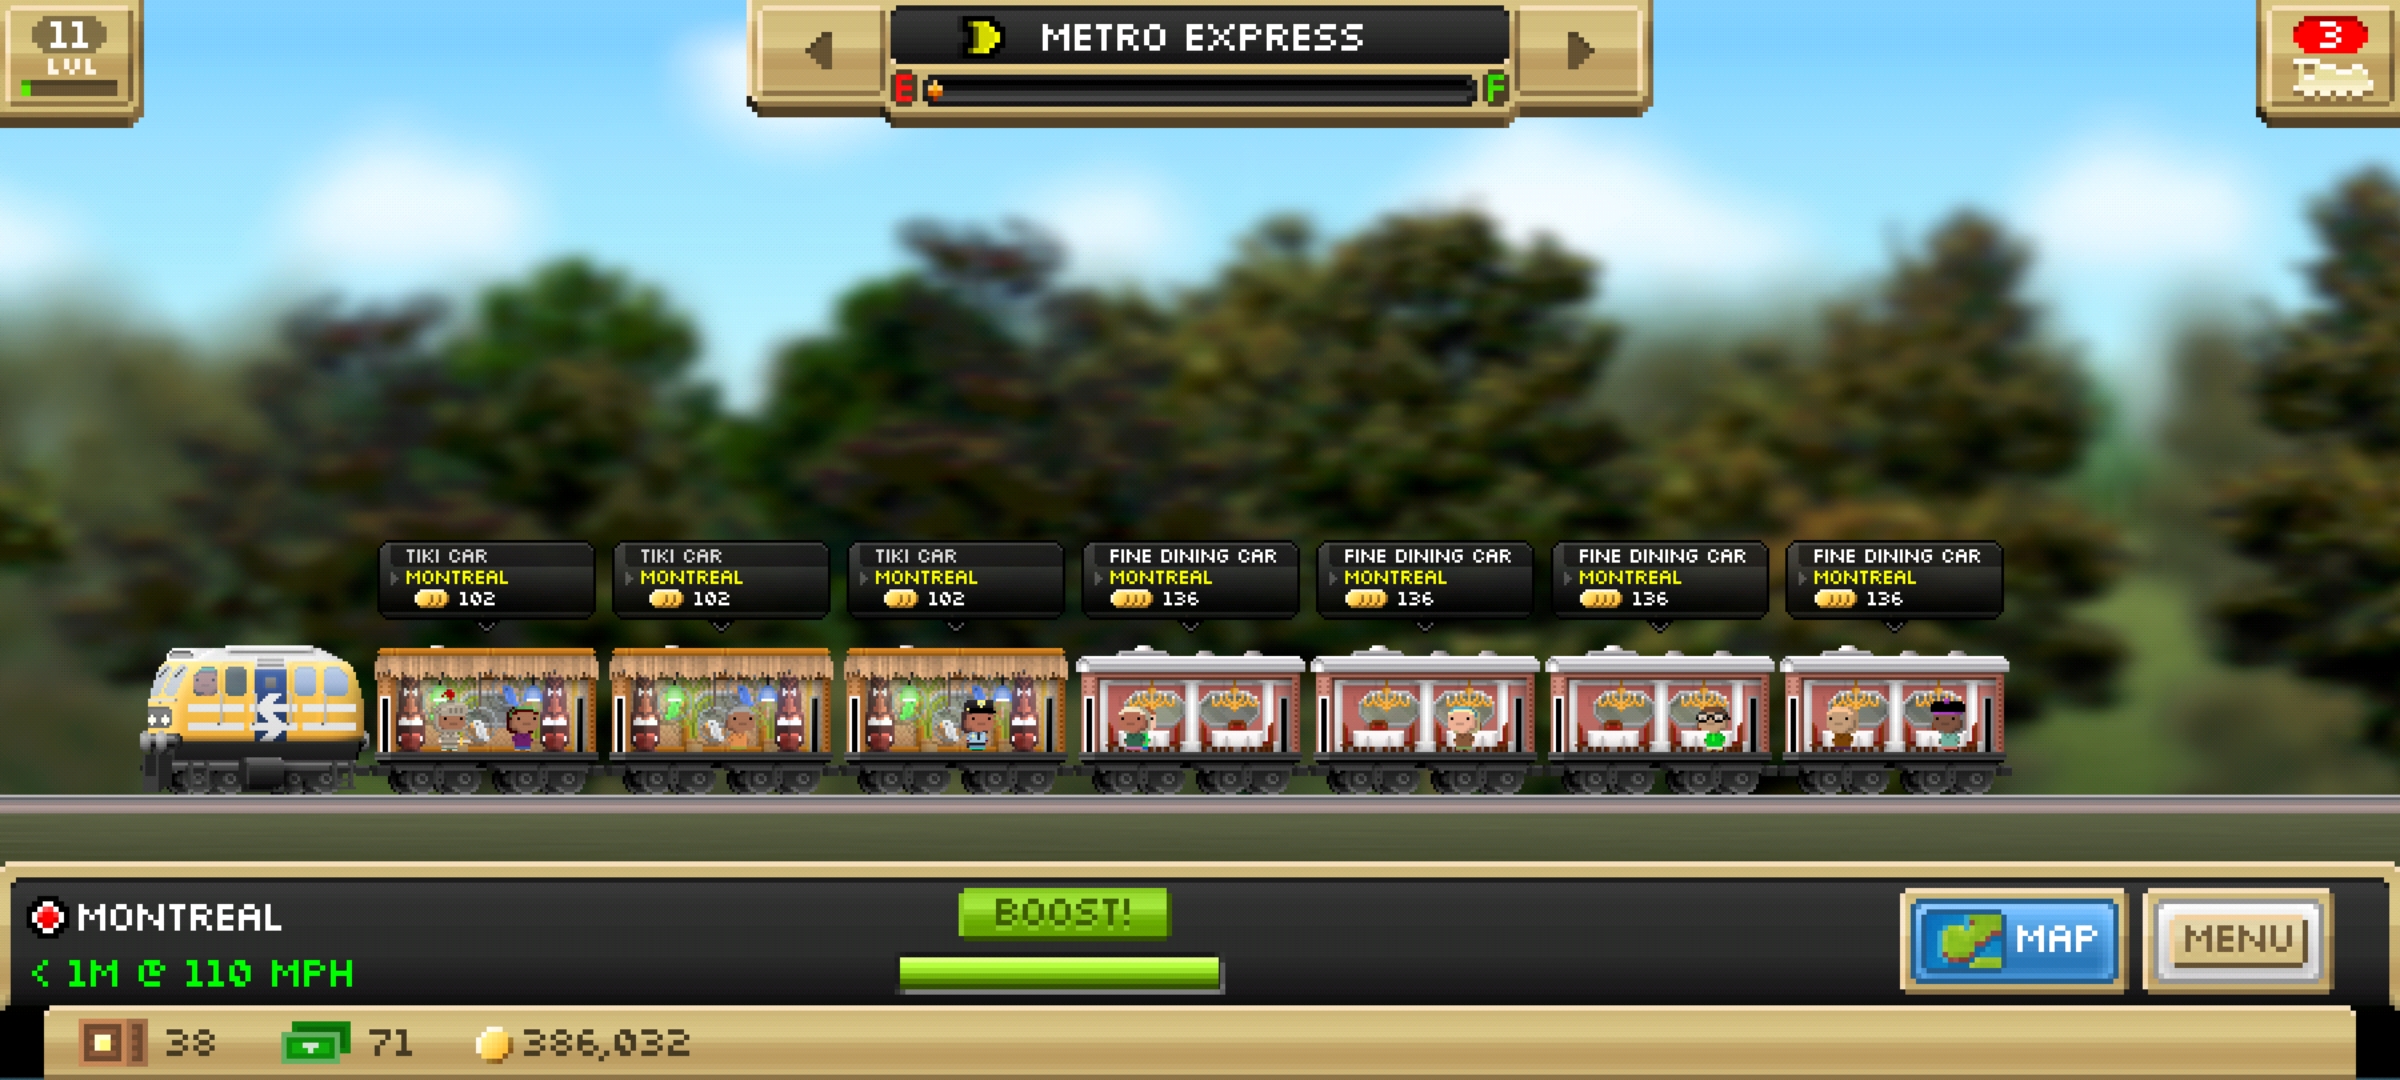 11
LVL
METRO EXPRESS
E F
3
TIKI CAR
MONTREAL
102
TIKI CAR
MONTREAL
102
TIKI CAR
MONTREAL
102
FINE DINING CAR
MONTREAL
136
FINE DINING CAR
MONTREAL
136
FINE DINING CAR
MONTREAL
136
FINE DINING CAR
MONTREAL
136
MONTREAL
< 1M @ 110 MPH
BOOST!
MAP
MENU
38 71 386,032